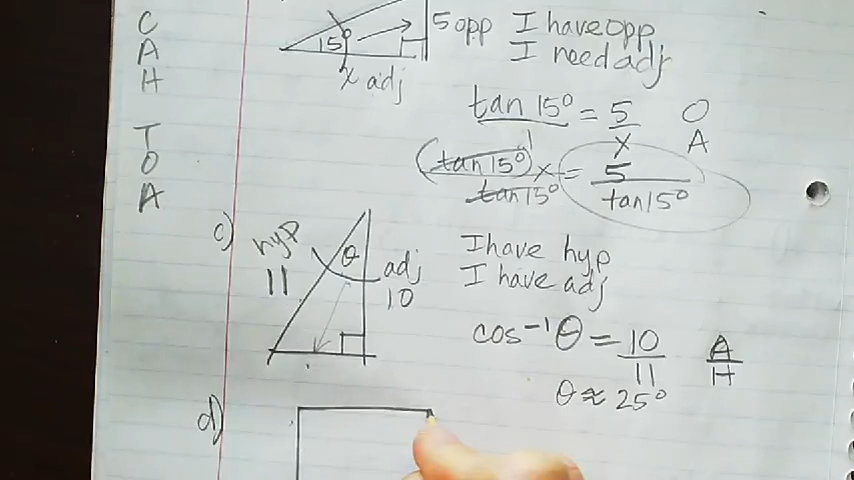 C
A
H
T
O
A
15°
5 opp
x adj
I have opp
I need adj
tan 15° = 5/x
O
A
(tan 15°) x = 5
tan 15° tan 15°
c)
hyp
11
θ
adj
10
I have hyp
I have adj
cos⁻¹ θ = 10/11
A/H
θ ≈ 25°
d)